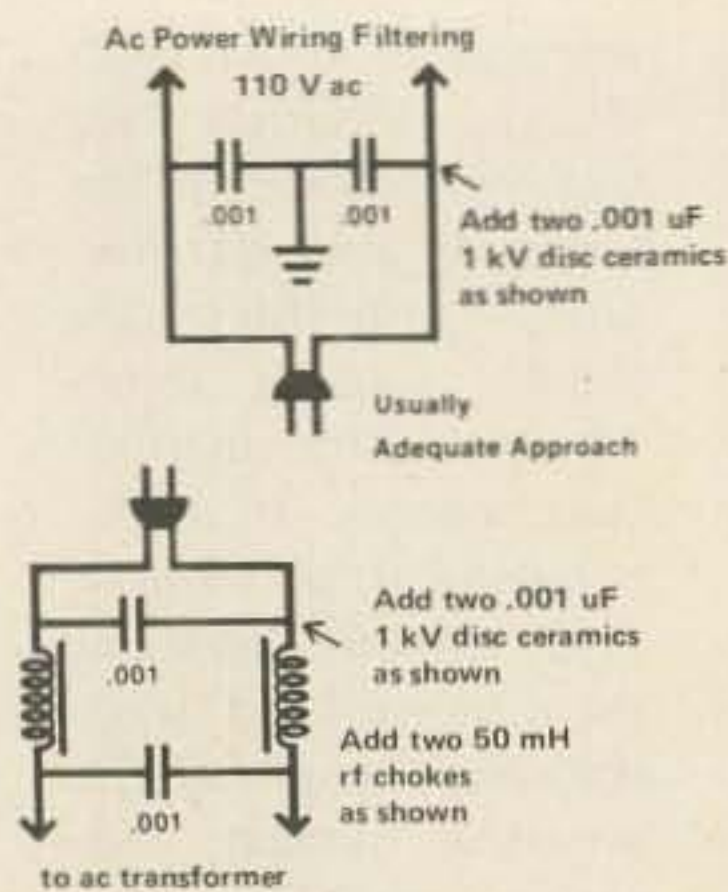 Ac Power Wiring Filtering
110 V ac
.001
.001
Add two .001 uF
1 kV disc ceramics
as shown
Usually
Adequate Approach
Add two .001 uF
1 kV disc ceramics
as shown
.001
Add two 50 mH
rf chokes
as shown
.001
to ac transformer